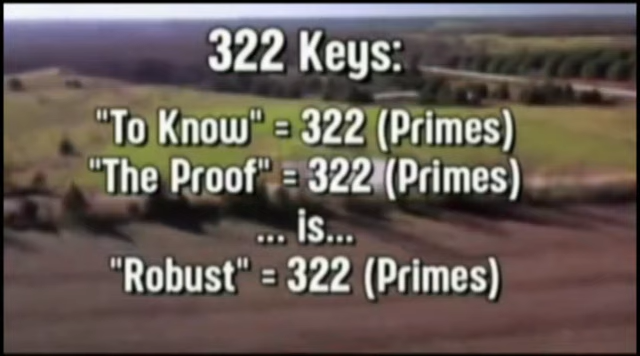 322 Keys:
"To Know" = 322 (Primes)
"The Proof" = 322 (Primes)
... is...
"Robust" = 322 (Primes)